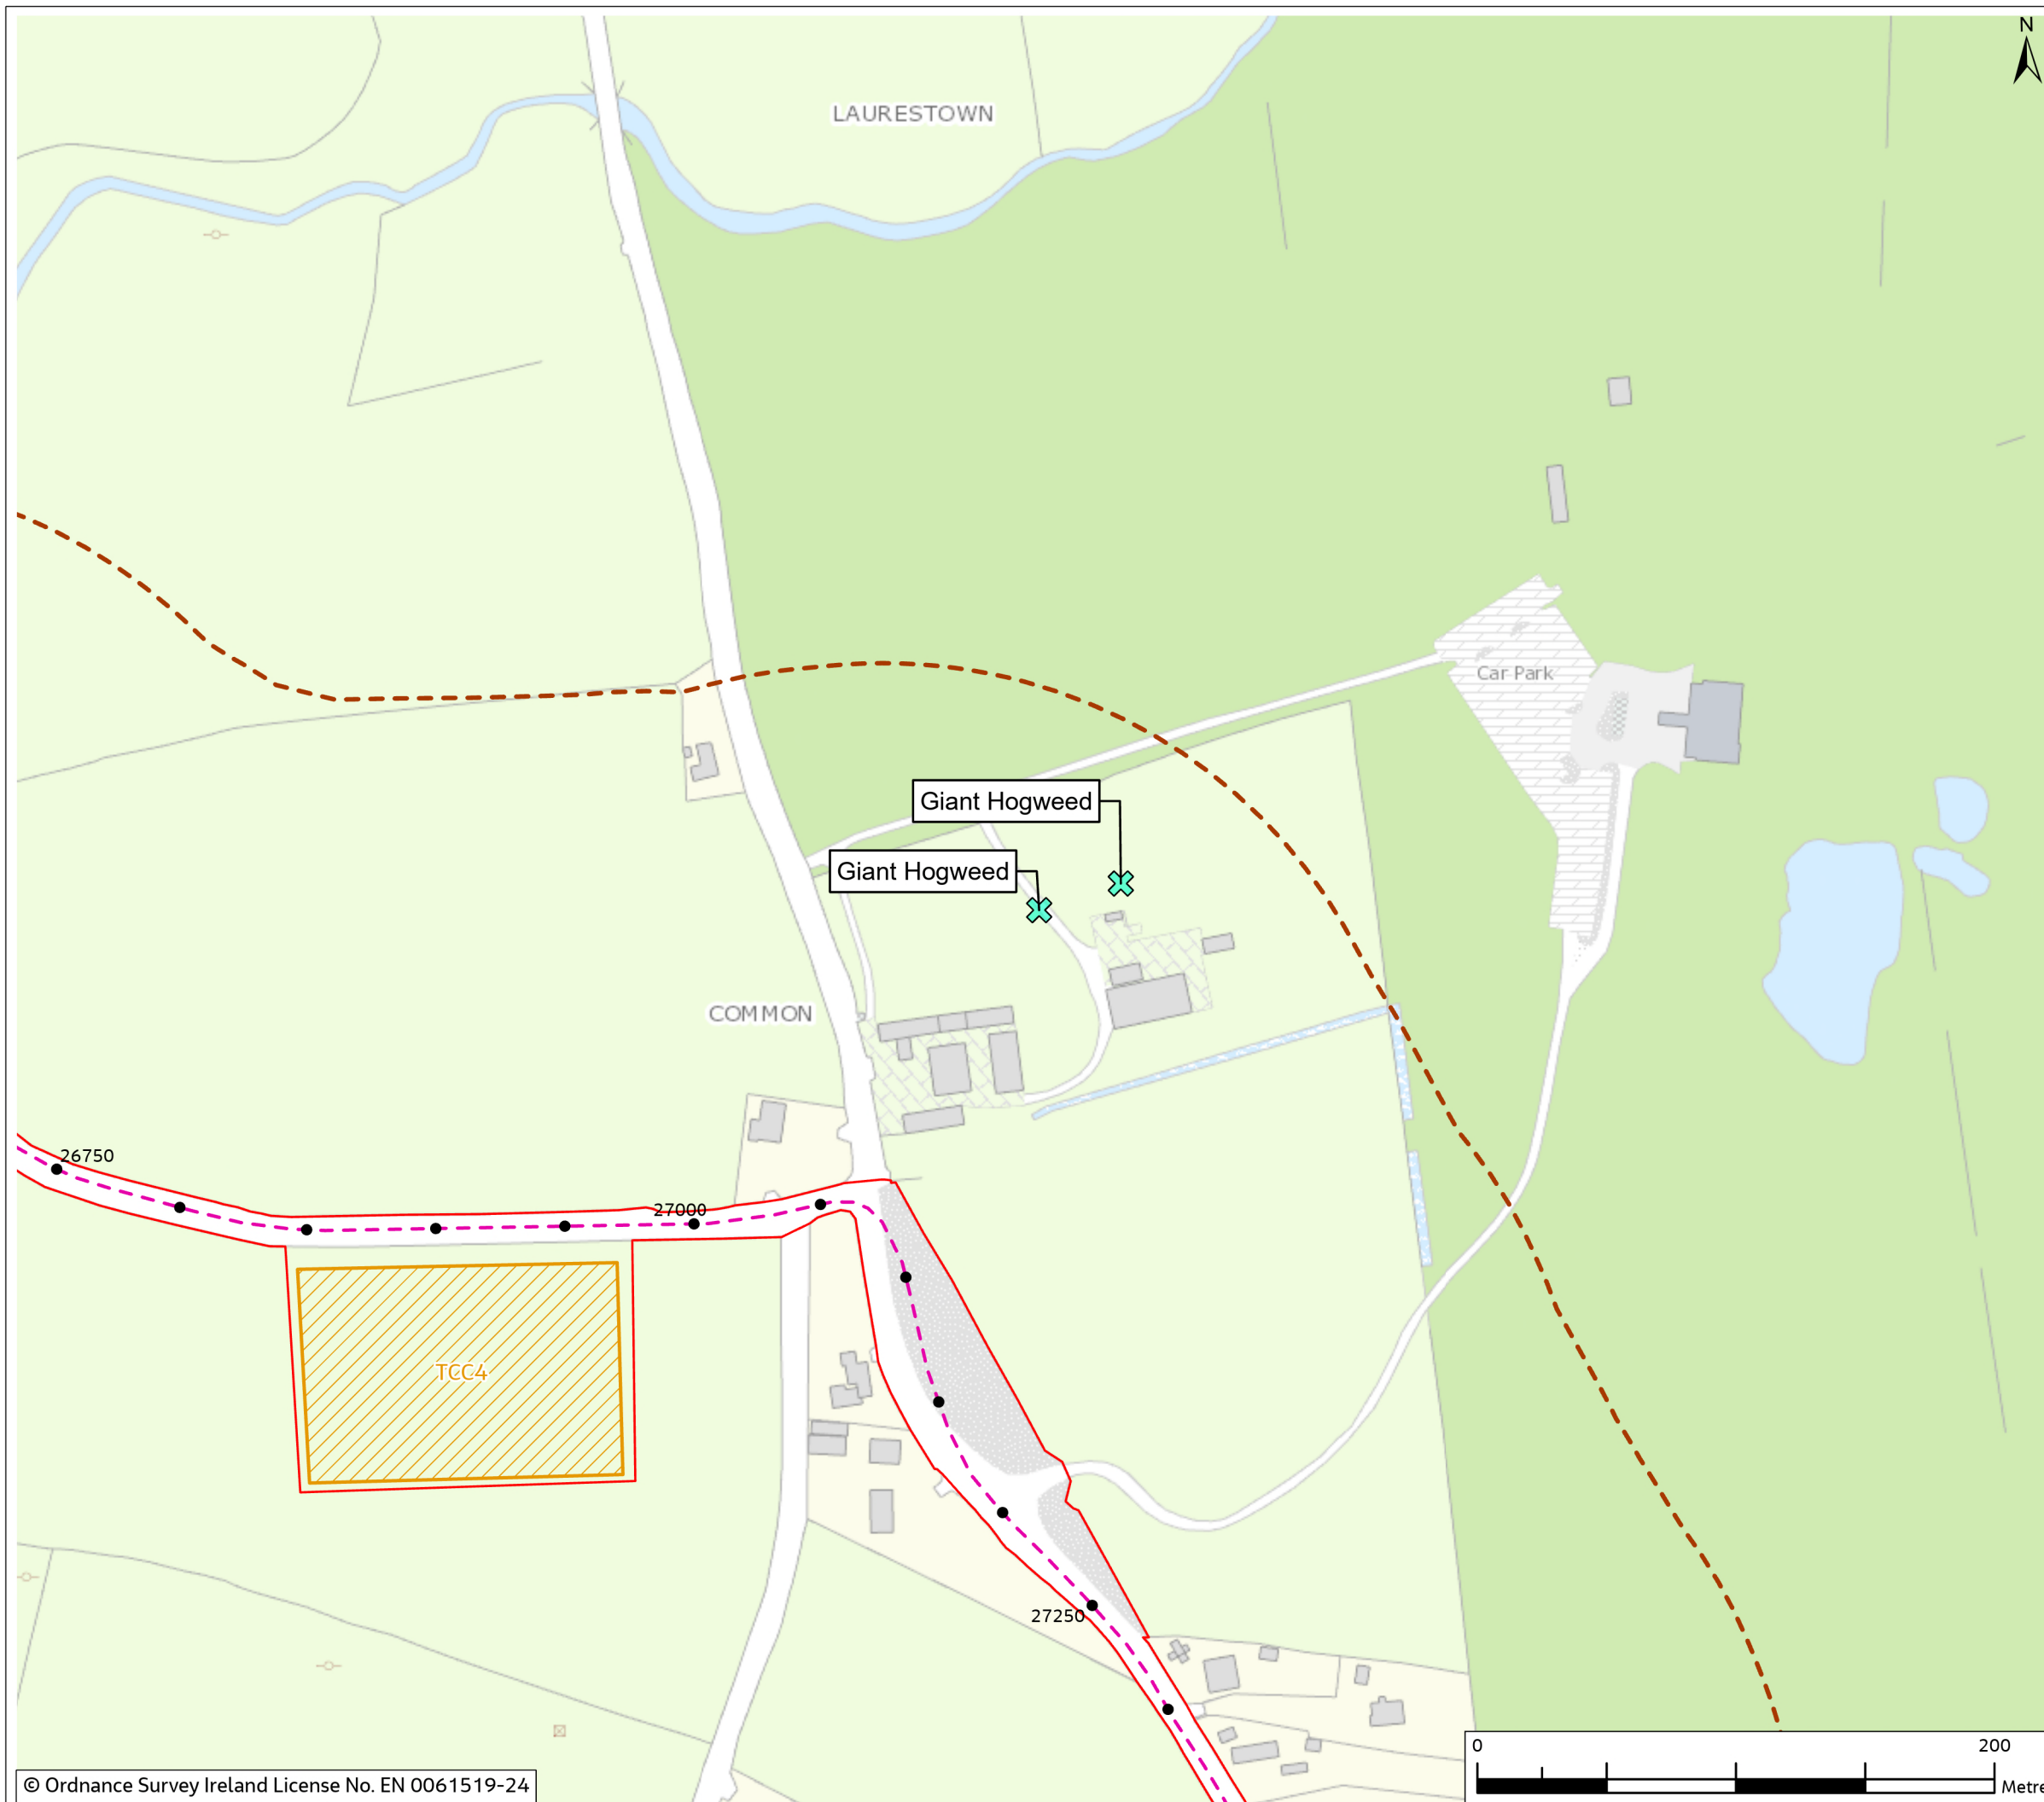 N
LAURESTOWN
Car Park
Giant Hogweed
Giant Hogweed
COMMON
26750
27000
TCC4
27250
0 200
Metre
© Ordnance Survey Ireland License No. EN 0061519-24